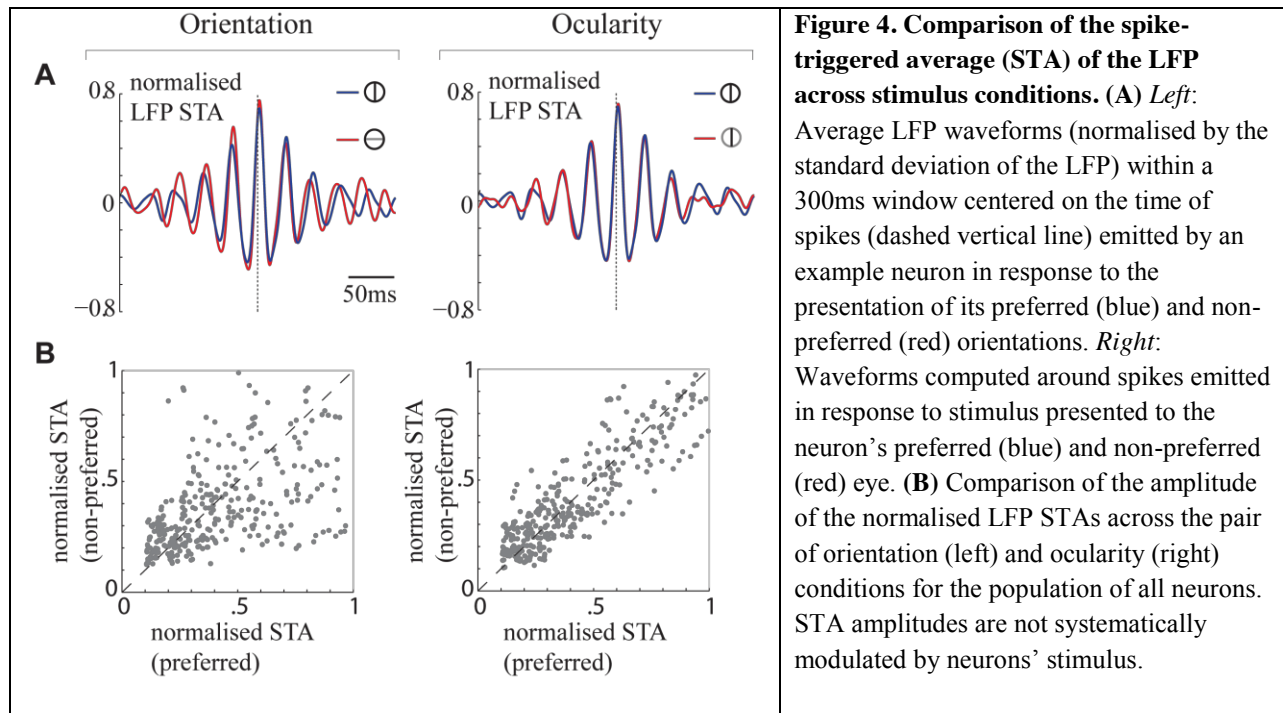 Orientation
Ocularity
A
normalised
LFP STA
0.8
0
−0.8
50ms
normalised
LFP STA
0.8
0
−0.8
B
normalised STA
(non-preferred)
1
.5
0
0
.5
1
normalised STA
(preferred)
normalised STA
(non-preferred)
1
.5
0
0
.5
1
normalised STA
(preferred)
Figure 4. Comparison of the spike-
triggered average (STA) of the LFP
across stimulus conditions. (A) Left:
Average LFP waveforms (normalised by the
standard deviation of the LFP) within a
300ms window centered on the time of
spikes (dashed vertical line) emitted by an
example neuron in response to the
presentation of its preferred (blue) and non-
preferred (red) orientations. Right:
Waveforms computed around spikes emitted
in response to stimulus presented to the
neuron’s preferred (blue) and non-preferred
(red) eye. (B) Comparison of the amplitude
of the normalised LFP STAs across the pair
of orientation (left) and ocularity (right)
conditions for the population of all neurons.
STA amplitudes are not systematically
modulated by neurons’ stimulus.